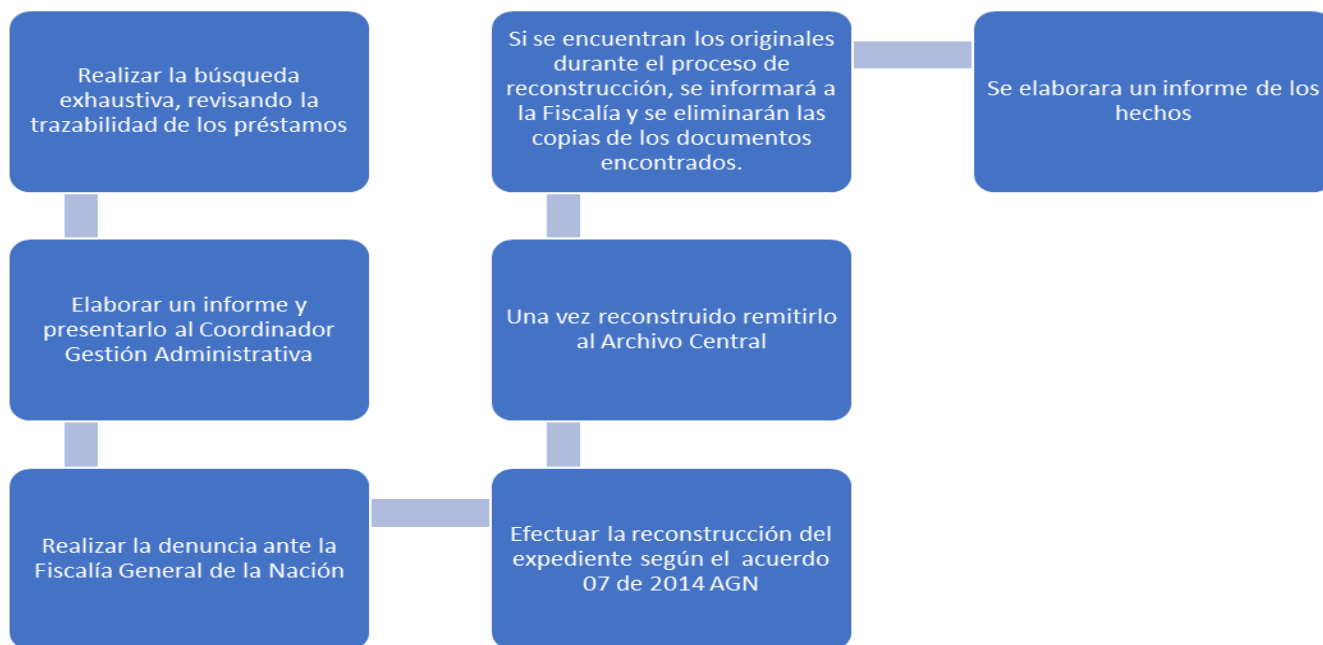 Realizar la búsqueda
exhaustiva, revisando la
trazabilidad de los préstamos
Elaborar un informe y
presentarlo al Coordinador
Gestión Administrativa
Realizar la denuncia ante la
Fiscalía General de la Nación
Efectuar la reconstrucción del
expediente según el acuerdo
07 de 2014 AGN
Una vez reconstruido remitirlo
al Archivo Central
Si se encuentran los originales
durante el proceso de
reconstrucción, se informará a
la Fiscalía y se eliminarán las
copias de los documentos
encontrados.
Se elaborara un informe de los
hechos